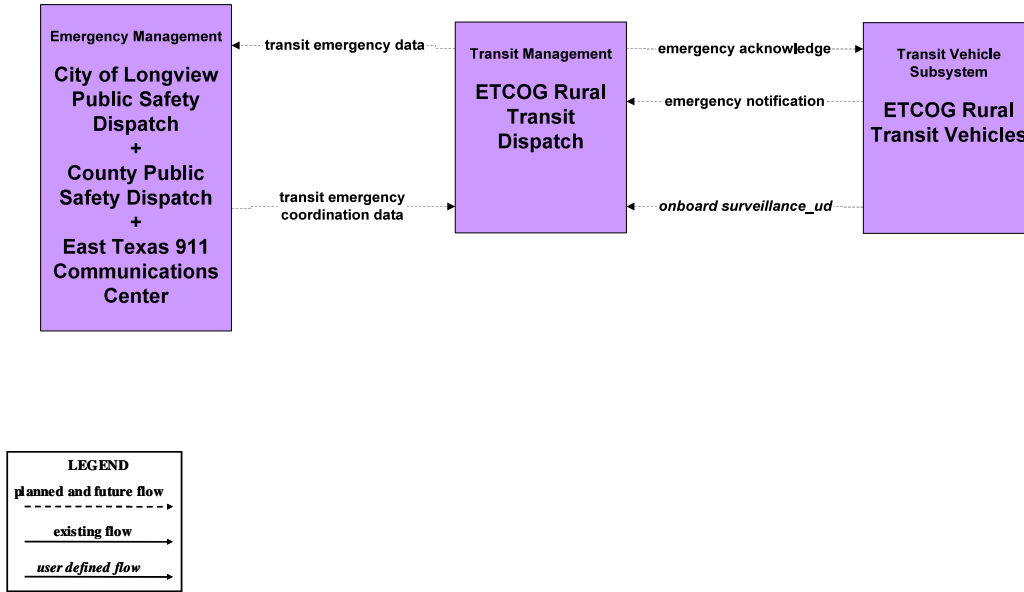 Emergency Management
City of Longview
Public Safety
Dispatch
+
County Public
Safety Dispatch
+
East Texas 911
Communications
Center
transit emergency data
transit emergency
coordination data
Transit Management
ETCOG Rural
Transit
Dispatch
emergency acknowledge
emergency notification
onboard surveillance_ud
Transit Vehicle
Subsystem
ETCOG Rural
Transit Vehicles
LEGEND
planned and future flow
existing flow
user defined flow